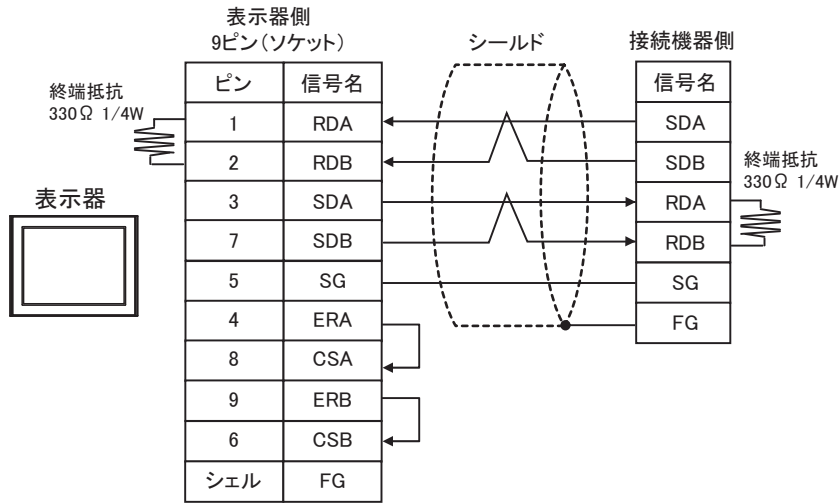 表示器側
9ピン(ソケット)
シールド
接続機器側
終端抵抗
330Ω 1/4W
表示器
ピン 信号名
1 RDA
2 RDB
3 SDA
7 SDB
5 SG
4 ERA
8 CSA
9 ERB
6 CSB
シェル FG
信号名
SDA
SDB
RDA
RDB
SG
FG
終端抵抗
330Ω 1/4W